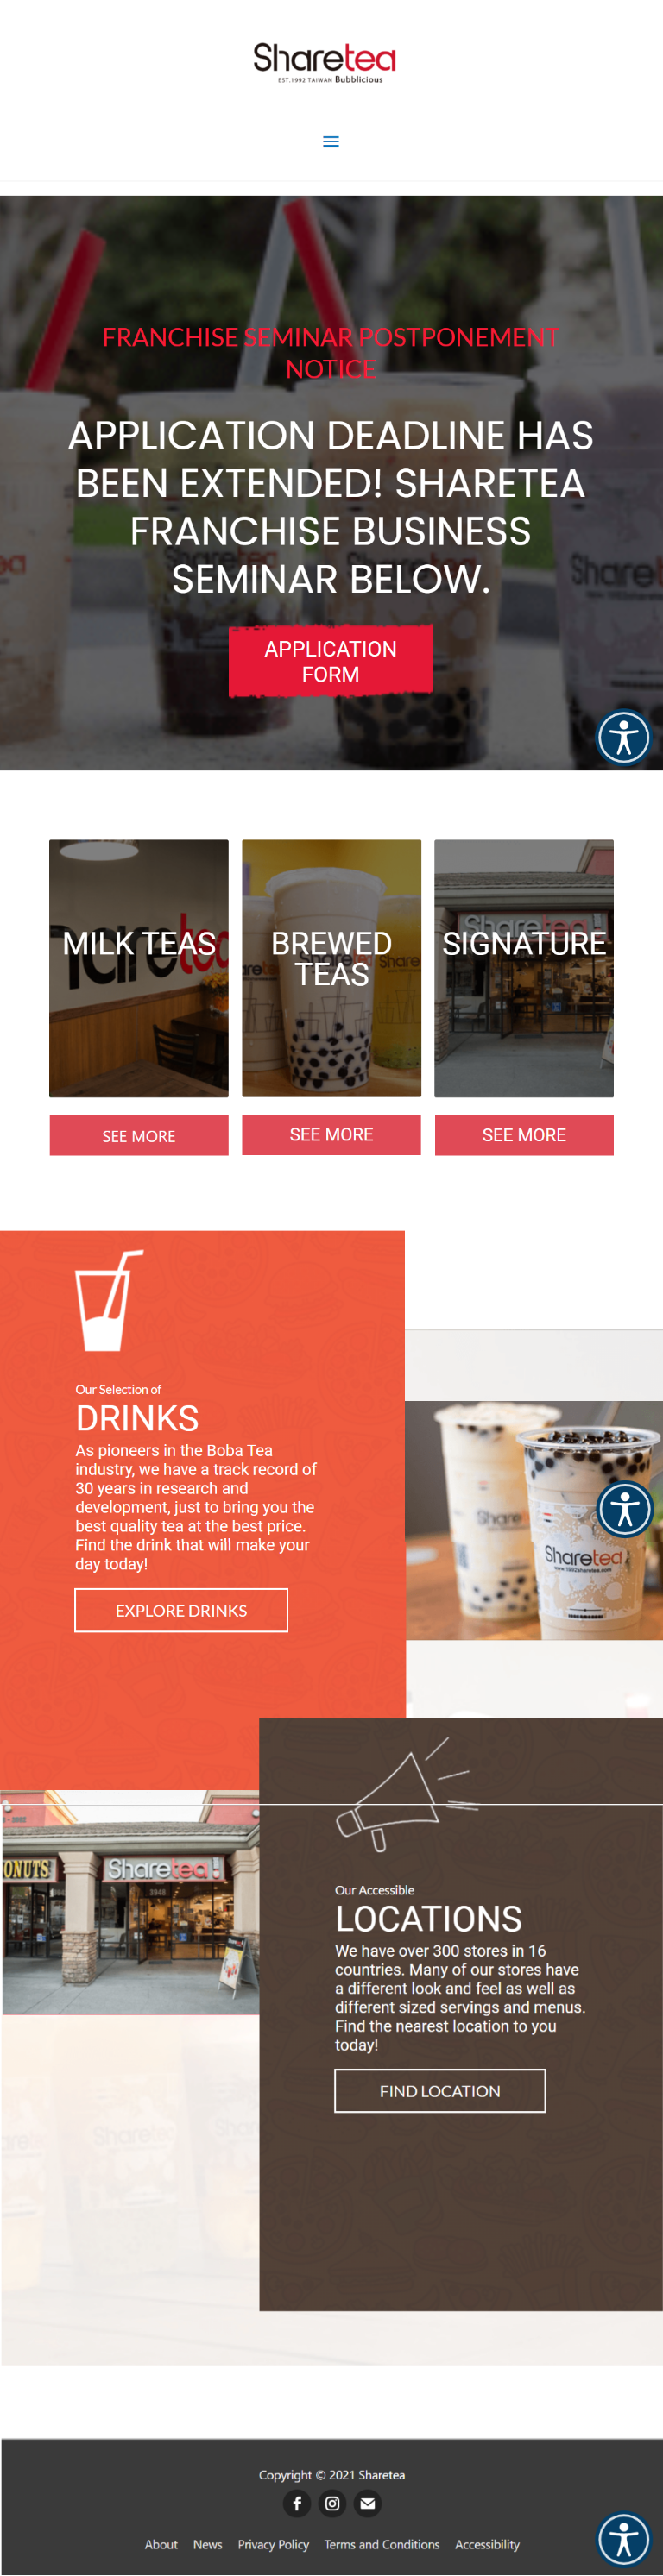 Sharetea
EST.1992 TAIWAN Bubblicious
FRANCHISE SEMINAR POSTPONEMENT
NOTICE
APPLICATION DEADLINE HAS
BEEN EXTENDED! SHARETEA
FRANCHISE BUSINESS
SEMINAR BELOW.
APPLICATION
FORM
MILK TEAS
BREWED
TEAS
SIGNATURE
SEE MORE
SEE MORE
SEE MORE
Our Selection of
DRINKS
As pioneers in the Boba Tea
industry, we have a track record of
30 years in research and
development, just to bring you the
best quality tea at the best price.
Find the drink that will make your
day today!
EXPLORE DRINKS
Sharetea
www.1992sharetea.com
ONUTS
Sharetea!
Our Accessible
LOCATIONS
We have over 300 stores in 16
countries. Many of our stores have
a different look and feel as well as
different sized servings and menus.
Find the nearest location to you
today!
FIND LOCATION
Copyright © 2021 Sharetea
About News Privacy Policy Terms and Conditions Accessibility